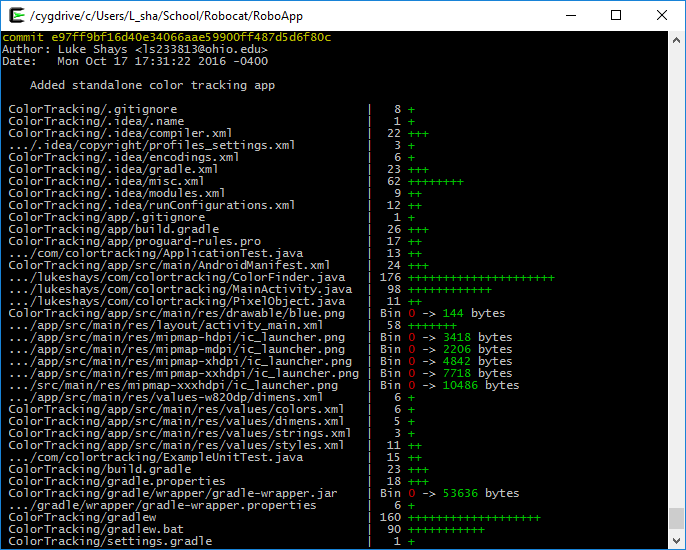 /cygdrive/c/Users/L_sha/School/Robocat/RoboApp
commit e97ff9bf16d40e34066aae59900ff487d5d6f80c
Author: Luke Shays <ls233813@ohio.edu>
Date:   Mon Oct 17 17:31:22 2016 -0400
Added standalone color tracking app
ColorTracking/.gitignore | 8 +
ColorTracking/.idea/.name | 1 +
ColorTracking/.idea/compiler.xml | 22 +++
.../.idea/copyright/profiles_settings.xml | 3 +
ColorTracking/.idea/encodings.xml | 6 +
ColorTracking/.idea/gradle.xml | 23 +++
ColorTracking/.idea/misc.xml | 62 ++++++++
ColorTracking/.idea/modules.xml | 9 ++
ColorTracking/.idea/runConfigurations.xml | 12 ++
ColorTracking/app/.gitignore | 1 +
ColorTracking/app/build.gradle | 26 +++
ColorTracking/app/proguard-rules.pro | 17 ++
.../com/colortracking/ApplicationTest.java | 13 ++
ColorTracking/app/src/main/AndroidManifest.xml | 24 +++
.../lukeshays/com/colortracking/ColorFinder.java | 176 +++++++++++++++++++++
.../lukeshays/com/colortracking/MainActivity.java | 98 ++++++++++++
.../lukeshays/com/colortracking/PixelObject.java | 11 ++
ColorTracking/app/src/main/res/drawable/blue.png | Bin 0 -> 144 bytes
.../app/src/main/res/layout/activity_main.xml | 58 +++++++
.../app/src/main/res/mipmap-hdpi/ic_launcher.png | Bin 0 -> 3418 bytes
.../app/src/main/res/mipmap-mdpi/ic_launcher.png | Bin 0 -> 2206 bytes
.../app/src/main/res/mipmap-xhdpi/ic_launcher.png | Bin 0 -> 4842 bytes
.../app/src/main/res/mipmap-xxhdpi/ic_launcher.png | Bin 0 -> 7718 bytes
.../src/main/res/mipmap-xxxhdpi/ic_launcher.png | Bin 0 -> 10486 bytes
.../app/src/main/res/values-w820dp/dimens.xml | 6 +
ColorTracking/app/src/main/res/values/colors.xml | 6 +
ColorTracking/app/src/main/res/values/dimens.xml | 5 +
ColorTracking/app/src/main/res/values/strings.xml | 3 +
ColorTracking/app/src/main/res/values/styles.xml | 11 ++
.../com/colortracking/ExampleUnitTest.java | 15 ++
ColorTracking/build.gradle | 23 +++
ColorTracking/gradle.properties | 18 +++
ColorTracking/gradle/wrapper/gradle-wrapper.jar | Bin 0 -> 53636 bytes
.../gradle/wrapper/gradle-wrapper.properties | 6 +
ColorTracking/gradlew | 160 +++++++++++++++++++
ColorTracking/gradlew.bat | 90 +++++++++++
ColorTracking/settings.gradle | 1 +